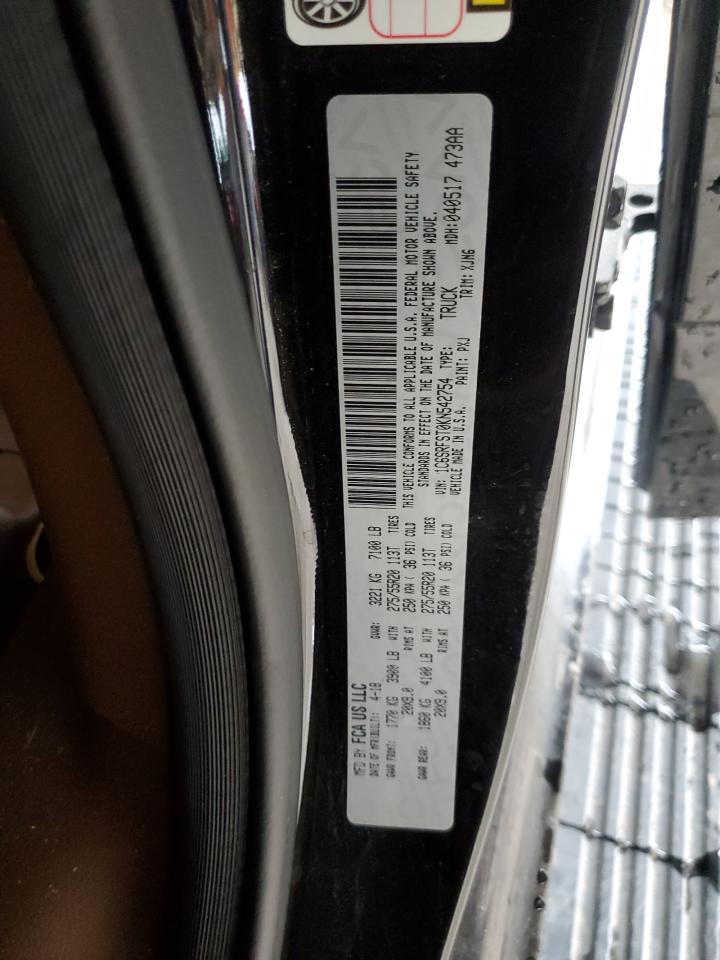 MFD BY FCA US LLC
DATE OF MFR(BUILT): 4-18 GVWR: 3221 KG 7100 LB
GAWR FRONT: 1770 KG 3900 LB WITH 275/55R20 113T TIRES
20X9.0 RIMS AT 250 KPA ( 36 PSI) COLD
GAWR REAR: 1860 KG 4100 LB WITH 275/55R20 113T TIRES
20X9.0 RIMS AT 250 KPA ( 36 PSI) COLD
THIS VEHICLE CONFORMS TO ALL APPLICABLE U.S.A. FEDERAL MOTOR VEHICLE SAFETY
STANDARDS IN EFFECT ON THE DATE OF MANUFACTURE SHOWN ABOVE.
VIN: 1C6SRFST0KN542754 TYPE: TRUCK MDH:040517 473AA
VEHICLE MADE IN U.S.A. PAINT: PXJ TRIM: XJN6